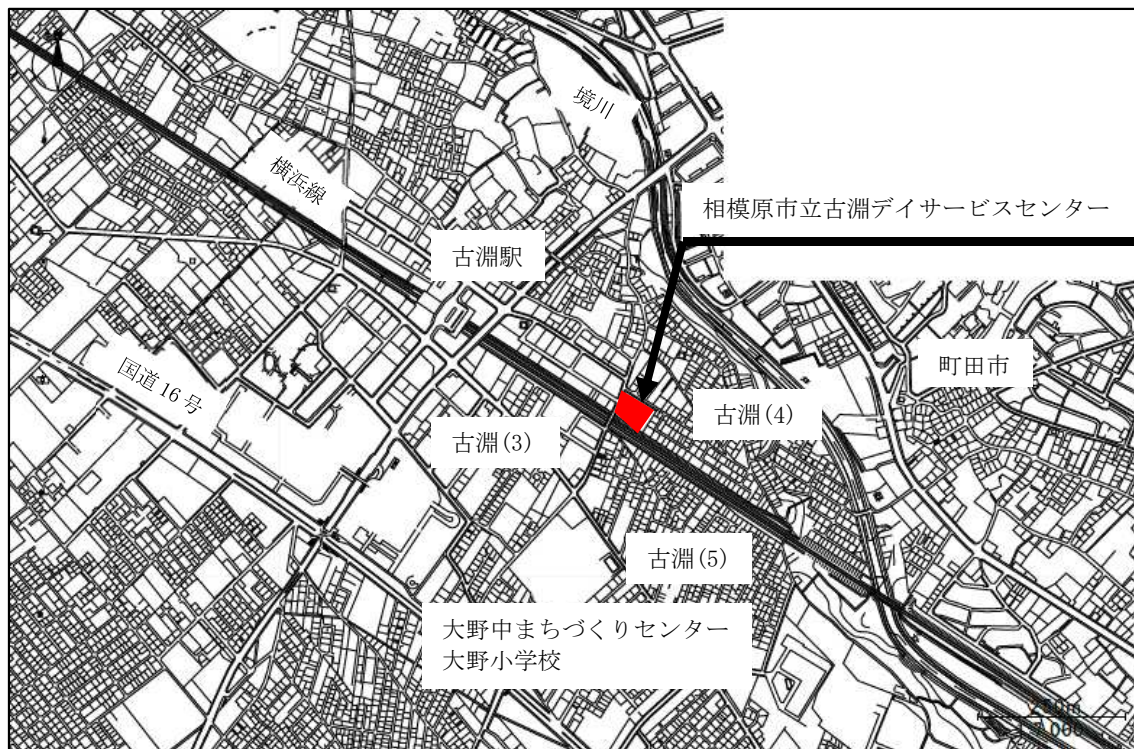 境川
横浜線
相模原市立古淵デイサービスセンター
古淵駅
町田市
国道 16 号
古淵(4)
古淵(3)
古淵(5)
大野中まちづくりセンター
大野小学校
250m